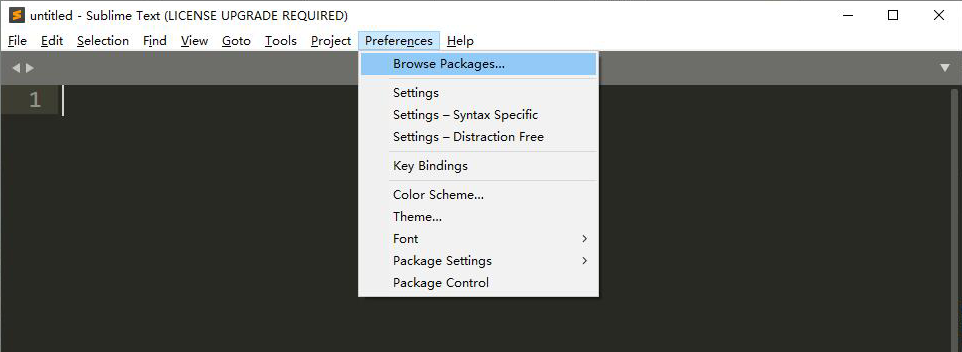 untitled - Sublime Text (LICENSE UPGRADE REQUIRED)
File Edit Selection Find View Goto Tools Project Preferences Help
Browse Packages...
1
Settings
Settings – Syntax Specific
Settings – Distraction Free
Key Bindings
Color Scheme...
Theme...
Font
Package Settings
Package Control